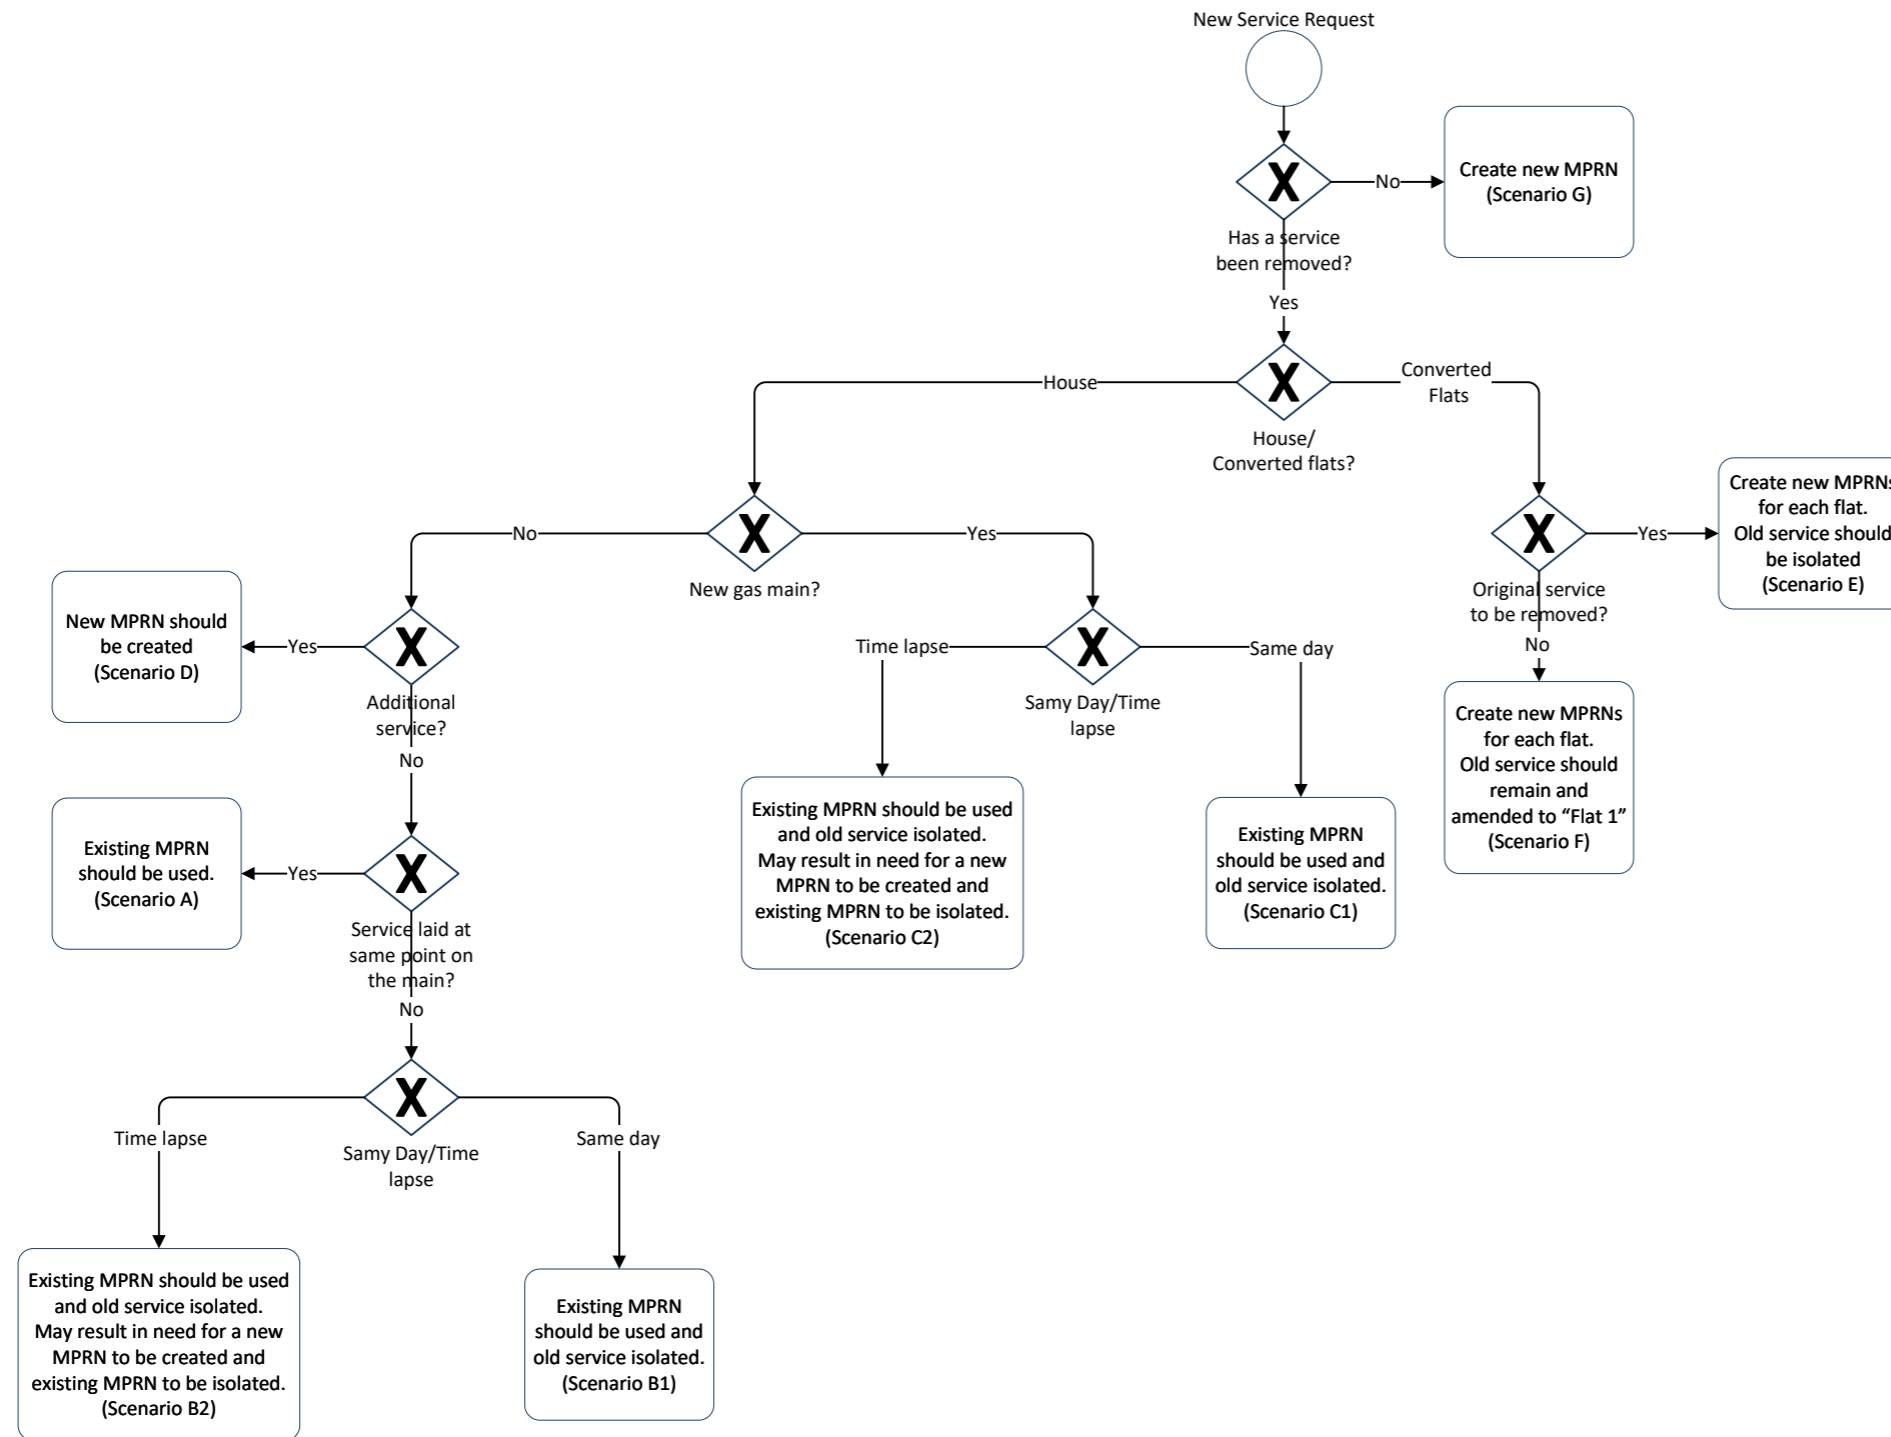 New Service Request
X
No
Create new MPRN
(Scenario G)
Has a service
been removed?
Yes
House
X
Converted
Flats
House/
Converted flats?
No
X
Yes
New gas main?
X
Yes
Create new MPRNs
for each flat.
Old service should
be isolated
(Scenario E)
Original service
to be removed?
No
Create new MPRNs
for each flat.
Old service should
remain and
amended to “Flat 1”
(Scenario F)
New MPRN should
be created
(Scenario D)
Yes
X
Additional
service?
No
Time lapse
X
Same day
Samy Day/Time
lapse
Existing MPRN should be used
and old service isolated.
May result in need for a new
MPRN to be created and
existing MPRN to be isolated.
(Scenario C2)
Existing MPRN
should be used and
old service isolated.
(Scenario C1)
Existing MPRN
should be used.
(Scenario A)
Yes
X
Service laid at
same point on
the main?
No
X
Time lapse
Same day
Samy Day/Time
lapse
Existing MPRN should be used
and old service isolated.
May result in need for a new
MPRN to be created and
existing MPRN to be isolated.
(Scenario B2)
Existing MPRN
should be used and
old service isolated.
(Scenario B1)